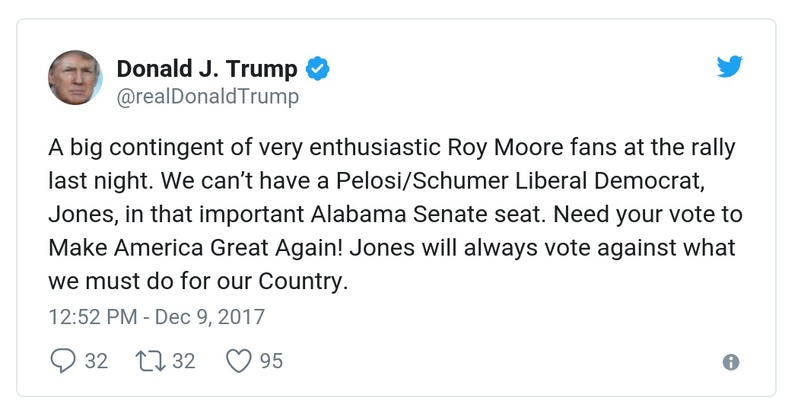 Donald J. Trump
@realDonaldTrump
A big contingent of very enthusiastic Roy Moore fans at the rally
last night. We can’t have a Pelosi/Schumer Liberal Democrat,
Jones, in that important Alabama Senate seat. Need your vote to
Make America Great Again! Jones will always vote against what
we must do for our Country.
12:52 PM - Dec 9, 2017
32 32 95